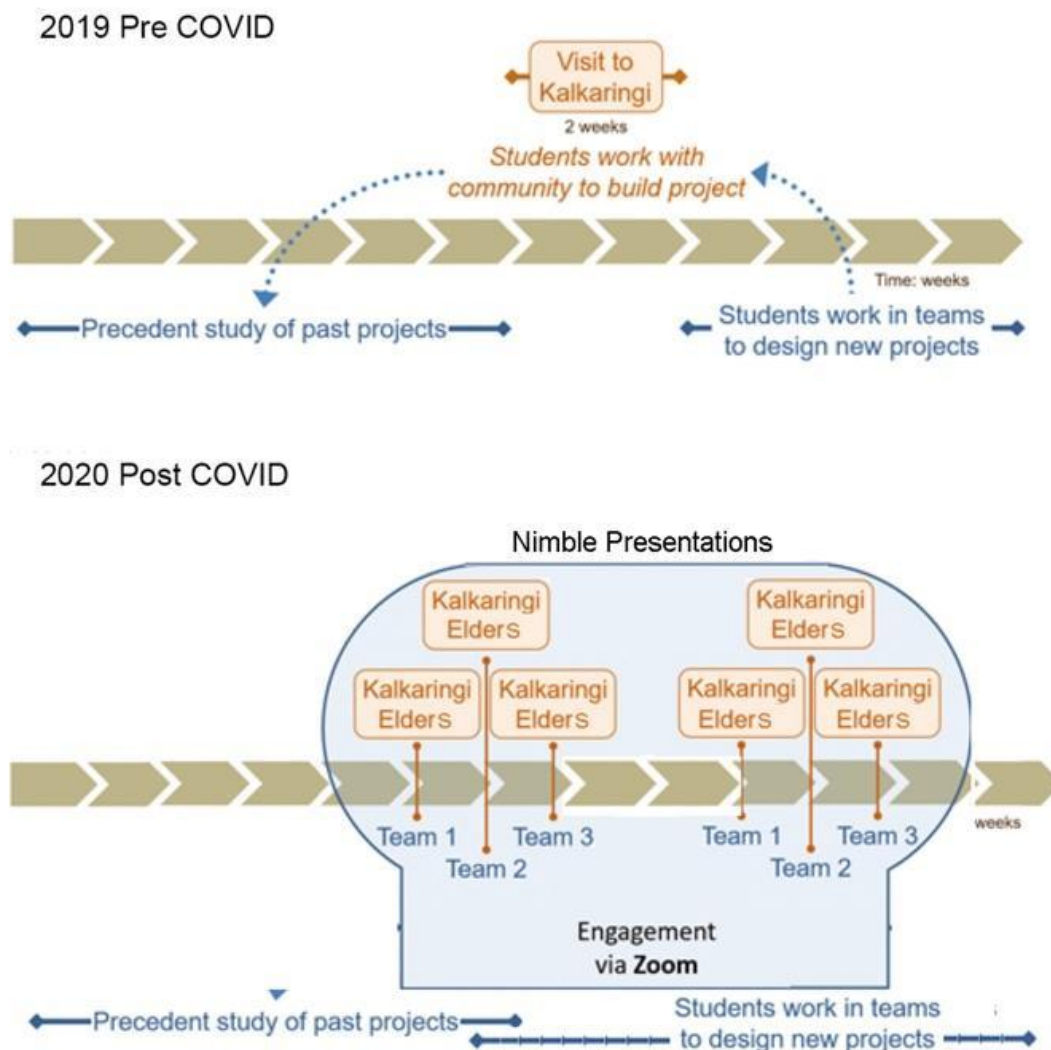 2019 Pre COVID
Visit to
Kalkaringi
2 weeks
Students work with
community to build project
Time: weeks
Precedent study of past projects
Students work in teams
to design new projects
2020 Post COVID
Nimble Presentations
Kalkaringi
Elders
Kalkaringi
Elders
Kalkaringi
Elders
Kalkaringi
Elders
Kalkaringi
Elders
Kalkaringi
Elders
weeks
Team 1
Team 3
Team 2
Team 1
Team 3
Team 2
Engagement
via Zoom
Precedent study of past projects
Students work in teams
to design new projects